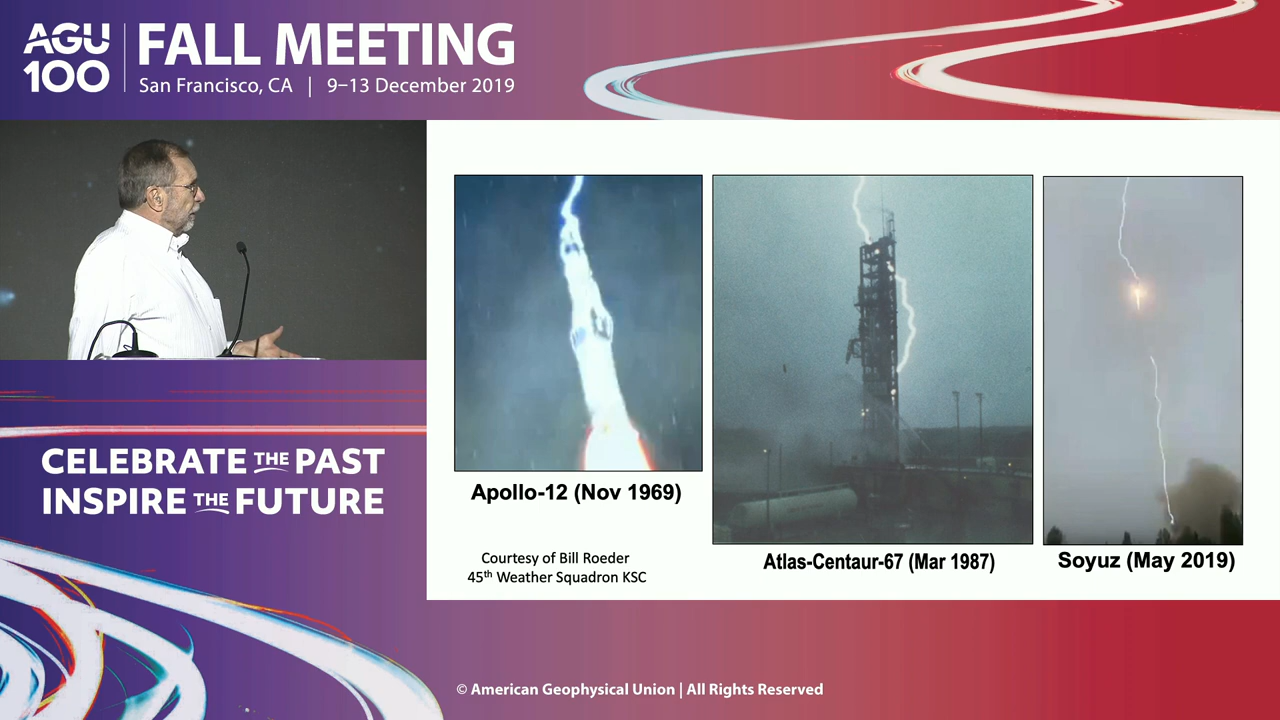 AGU
100
FALL MEETING
San Francisco, CA | 9–13 December 2019
CELEBRATE THE PAST
INSPIRE THE FUTURE
Apollo-12 (Nov 1969)
Courtesy of Bill Roeder
45th Weather Squadron KSC
Atlas-Centaur-67 (Mar 1987)
Soyuz (May 2019)
© American Geophysical Union | All Rights Reserved